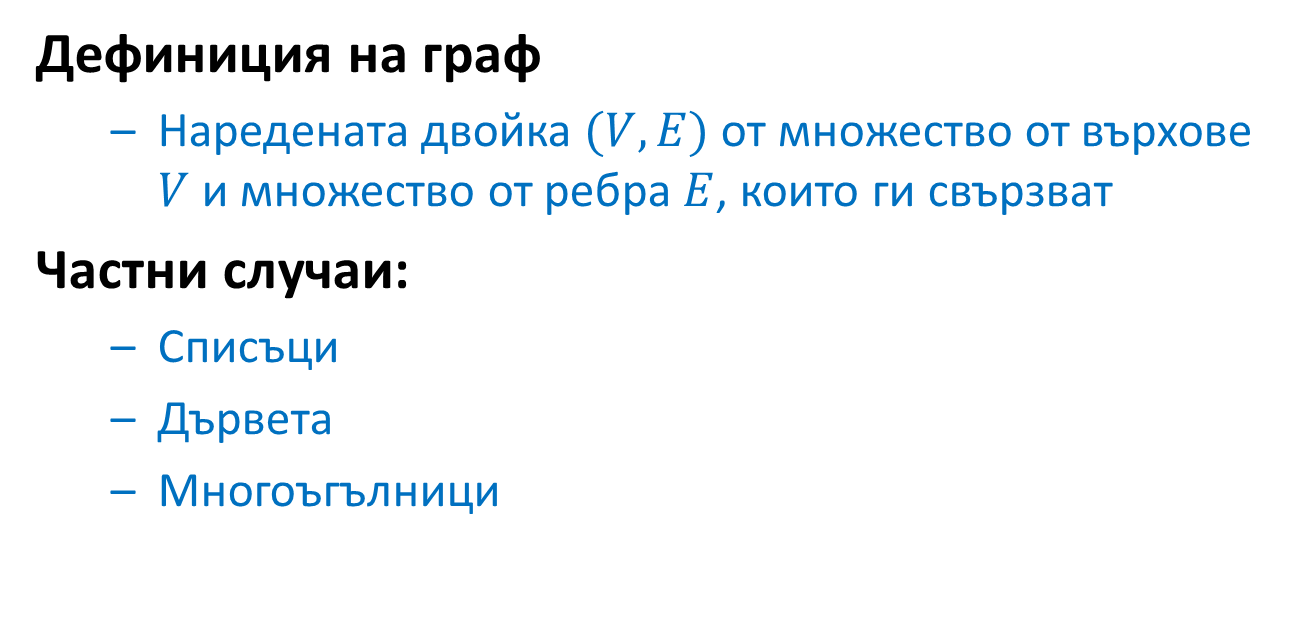 Дефиниция на граф
– Наредената двойка (V, E) от множество от върхове
V и множество от ребра E, които ги свързват
Частни случаи:
– Списъци
– Дървета
– Многоъгълници